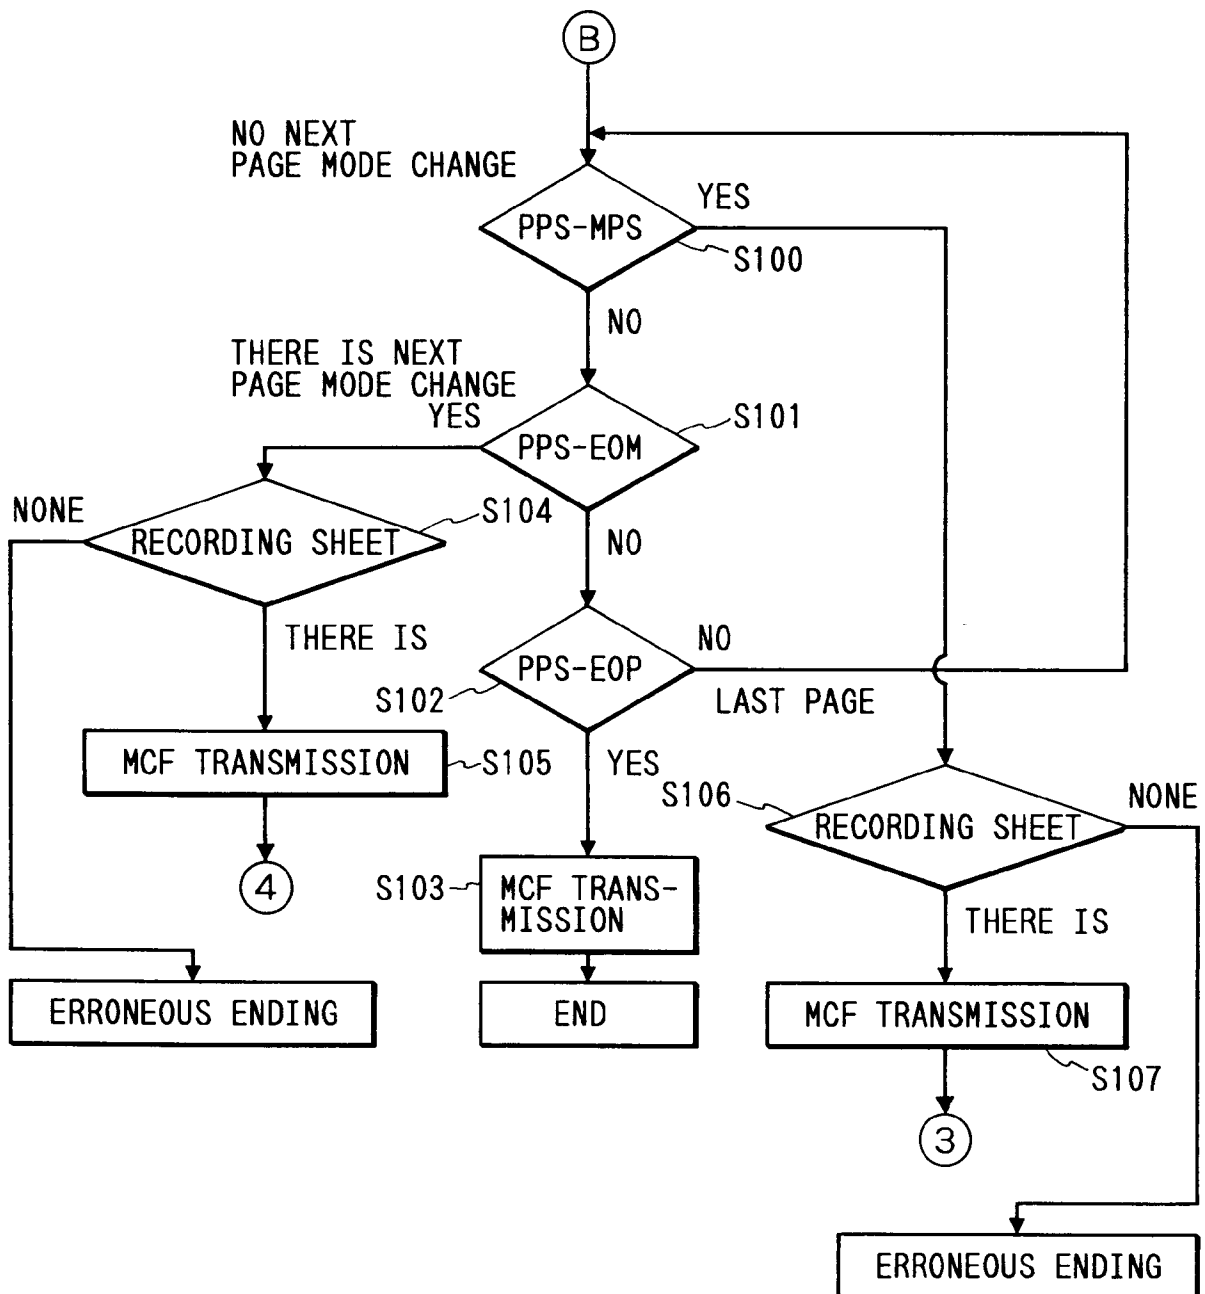 B
NO NEXT
PAGE MODE CHANGE
YES
PPS-MPS
S100
NO
THERE IS NEXT
PAGE MODE CHANGE
YES
S101
PPS-EOM
NONE
S104
RECORDING SHEET
NO
THERE IS
NO
PPS-EOP
S102
LAST PAGE
MCF TRANSMISSION
S105
YES
S106
NONE
RECORDING SHEET
4
S103
MCF TRANS-
MISSION
THERE IS
ERRONEOUS ENDING
END
MCF TRANSMISSION
S107
3
ERRONEOUS ENDING